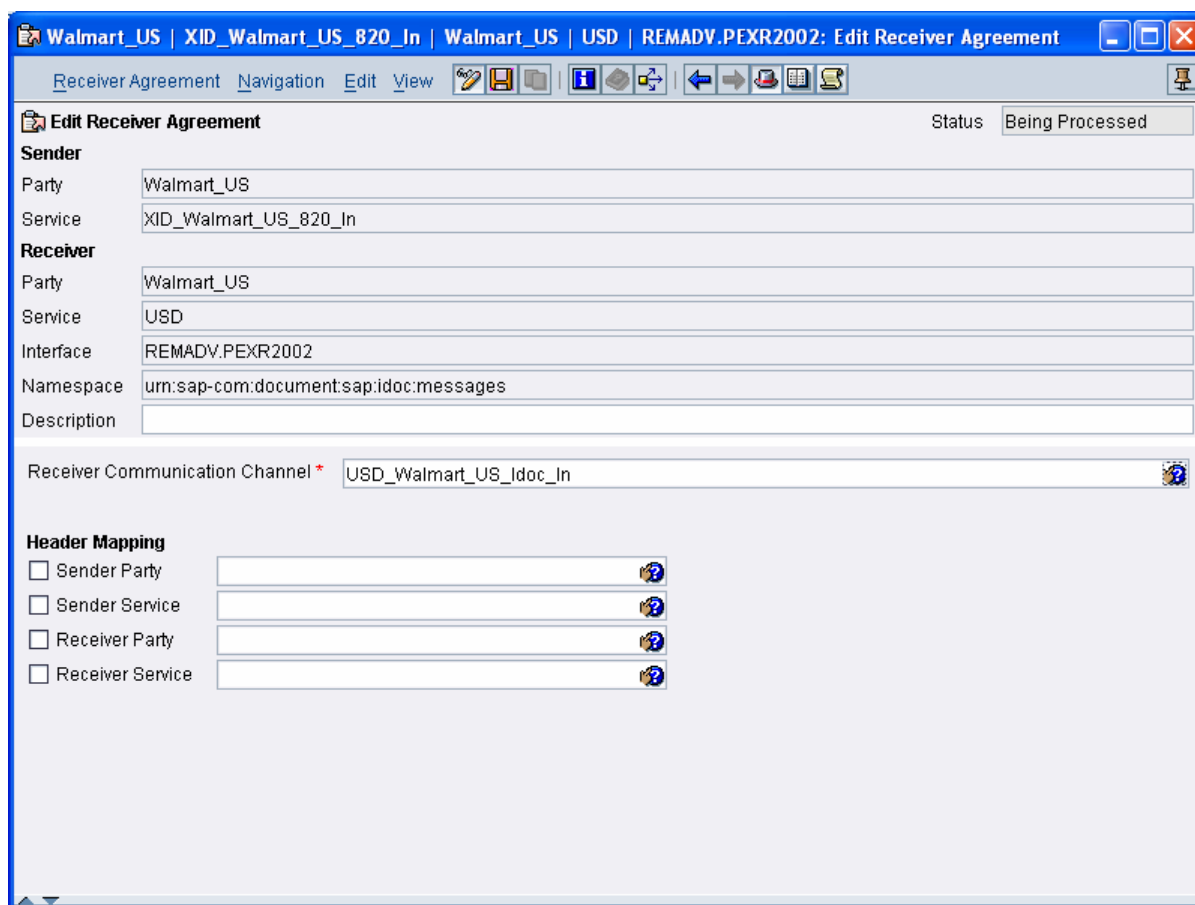 Walmart_US | XID_Walmart_US_820_In | Walmart_US | USD | REMADV.PEXR2002: Edit Receiver Agreement
Receiver Agreement Navigation Edit View
Edit Receiver Agreement Status Being Processed
Sender
Party Walmart_US
Service XID_Walmart_US_820_In
Receiver
Party Walmart_US
Service USD
Interface REMADV.PEXR2002
Namespace urn:sap-com:document:sap:idoc:messages
Description
Receiver Communication Channel * USD_Walmart_US_Idoc_In
Header Mapping
Sender Party
Sender Service
Receiver Party
Receiver Service